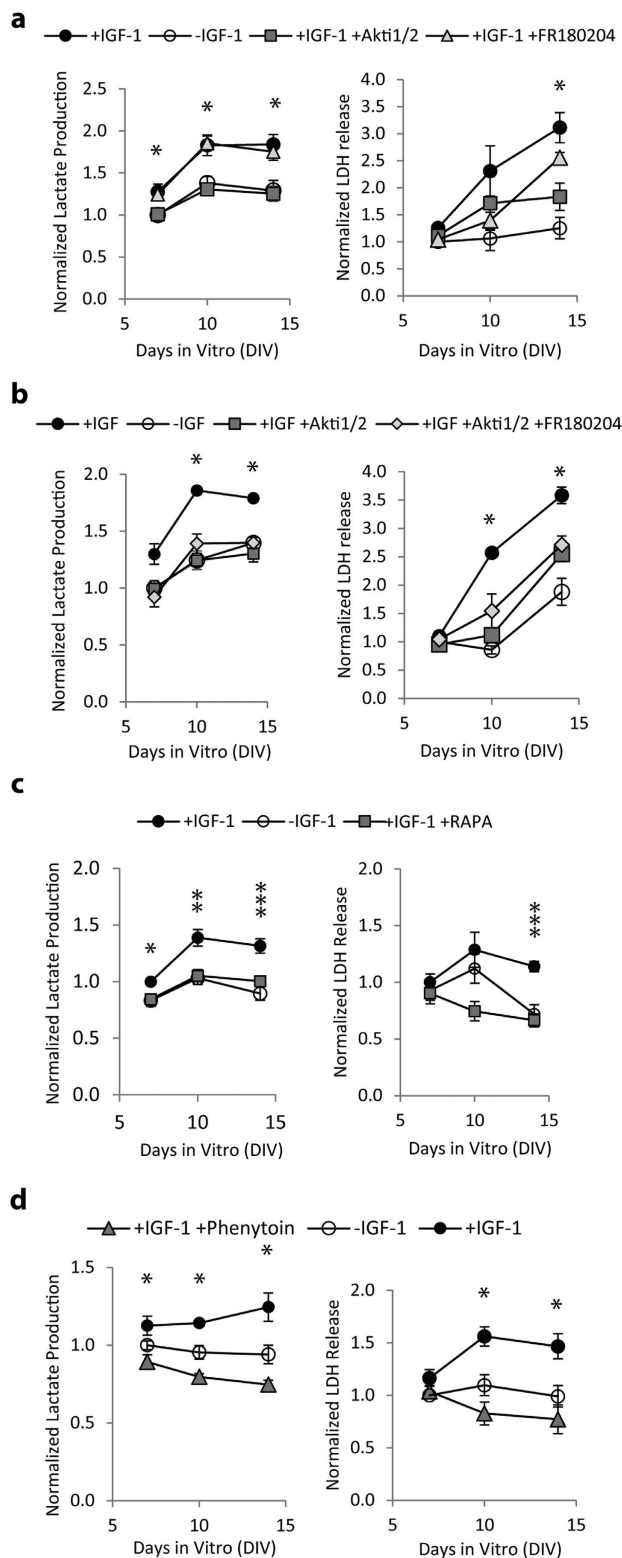 a
+IGF-1 -IGF-1 +IGF-1 +Akti1/2 +IGF-1 +FR180204
Normalized Lactate Production
2.5
2.0
1.5
1.0
0.5
0.0
* * *
5 10 15
Days in Vitro (DIV)
Normalized LDH release
4.0
3.5
3.0
2.5
2.0
1.5
1.0
0.5
0.0
*
5 10 15
Days in Vitro (DIV)
b
+IGF -IGF +IGF +Akti1/2 +IGF +Akti1/2 +FR180204
Normalized Lactate Production
2.0
1.5
1.0
0.5
0.0
* *
5 10 15
Days in Vitro (DIV)
Normalized LDH release
4.0
3.5
3.0
2.5
2.0
1.5
1.0
0.5
0.0
* *
5 10 15
Days in Vitro (DIV)
c
+IGF-1 -IGF-1 +IGF-1 +RAPA
Normalized Lactate Production
2.0
1.5
1.0
0.5
0.0
* ** ***
5 10 15
Days in Vitro (DIV)
Normalized LDH Release
2.0
1.5
1.0
0.5
0.0
***
5 10 15
Days in Vitro (DIV)
d
+IGF-1 +Phenytoin -IGF-1 +IGF-1
Normalized Lactate Production
1.5
1.0
0.5
0.0
* * *
5 10 15
Days in Vitro (DIV)
Normalized LDH Release
2.0
1.5
1.0
0.5
0.0
* *
5 10 15
Days in Vitro (DIV)